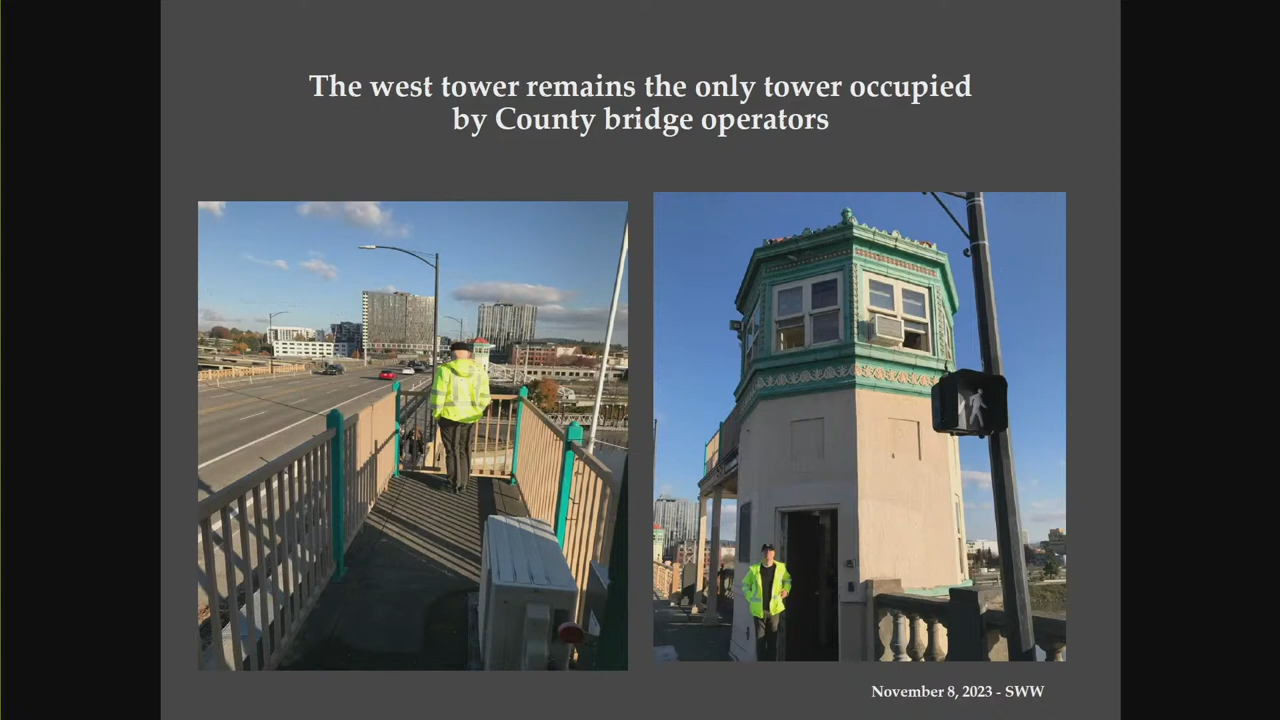 The west tower remains the only tower occupied
by County bridge operators
November 8, 2023 - SWW